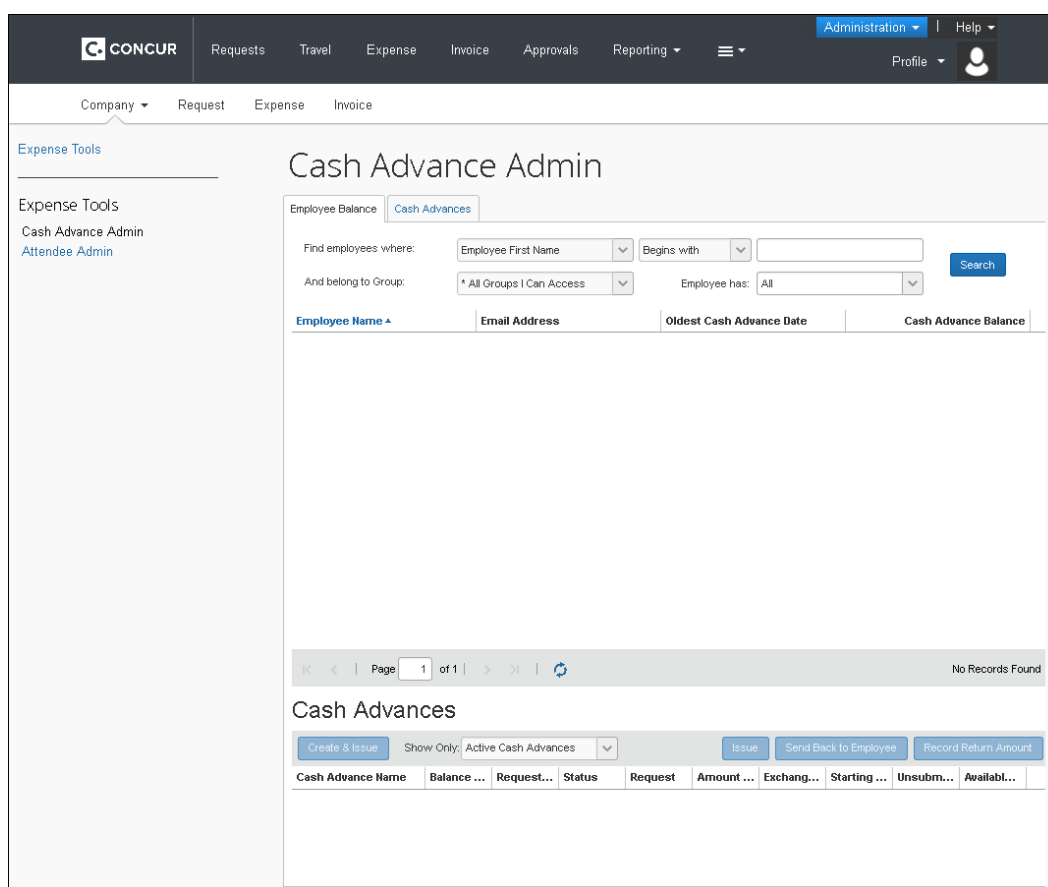 Administration | Help
C. CONCUR Requests Travel Expense Invoice Approvals Reporting
Profile
Company Request Expense Invoice
Expense Tools
Cash Advance Admin
Expense Tools
Employee Balance Cash Advances
Cash Advance Admin
Attendee Admin
Find employees where: Employee First Name Begins with
Search
And belong to Group: * All Groups I Can Access Employee has: All
Employee Name Email Address Oldest Cash Advance Date Cash Advance Balance
Page 1 of 1 No Records Found
Cash Advances
Create & Issue Show Only: Active Cash Advances Issue Send Back to Employee Record Return Amount
Cash Advance Name Balance ... Request... Status Request Amount ... Exchang... Starting ... Unsubm... Availabl...